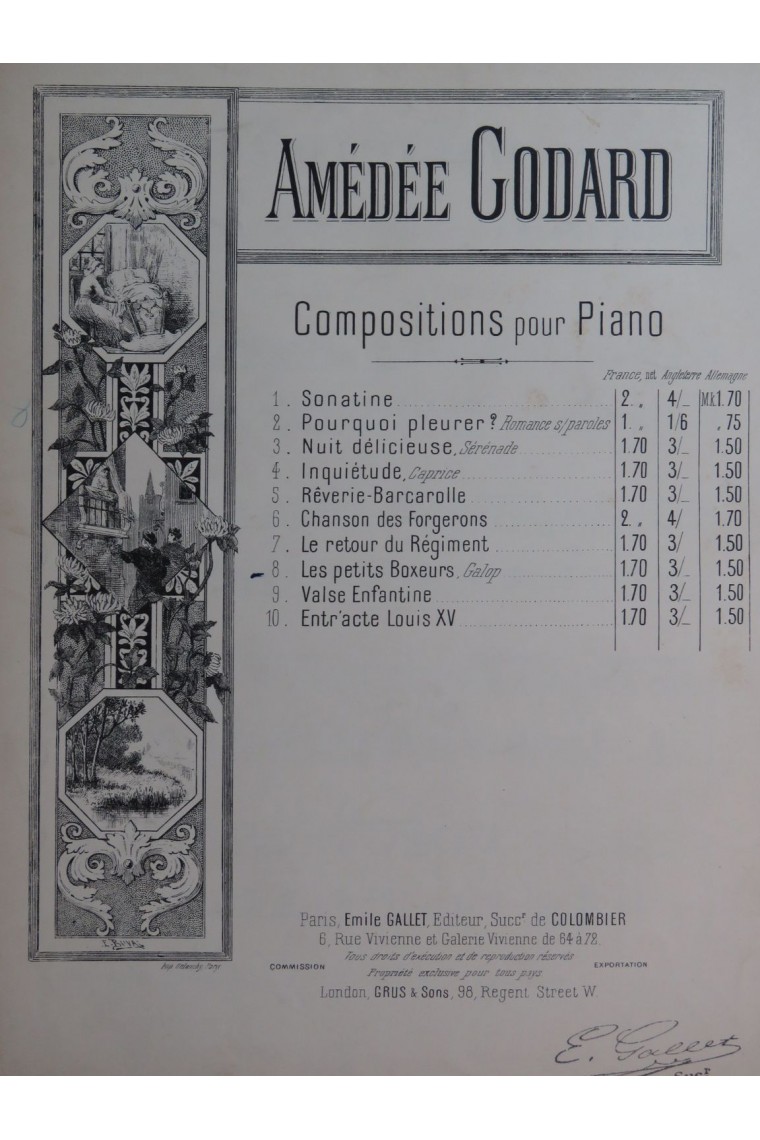 AMÉDÉE GODARD
Compositions pour Piano
France, net Angleterre Allemagne
1. Sonatine 2 „ 4/_ M.k 1.70
2. Pourquoi pleurer? Romance s/paroles 1. „ 1/6 „ 75
3. Nuit délicieuse, Sérénade 1.70 3/_ 1.50
4. Inquiétude, Caprice 1.70 3/_ 1.50
5. Rêverie-Barcarolle 1.70 3/_ 1.50
6. Chanson des Forgerons 2 „ 4/ 1.70
7. Le retour du Régiment 1.70 3/ 1.50
8. Les petits Boxeurs, Galop 1.70 3/_ 1.50
9. Valse Enfantine 1.70 3/_ 1.50
10. Entr'acte Louis XV 1.70 3/_ 1.50
Paris, Emile GALLET, Editeur, Succr de COLOMBIER
6, Rue Vivienne et Galerie Vivienne de 64 à 72.
Tous droits d'exécution et de reproduction réservés
COMMISSION EXPORTATION
Propriété exclusive pour tous pays
London, GRUS & Sons, 98, Regent Street W.
E. Gallet
Sucr